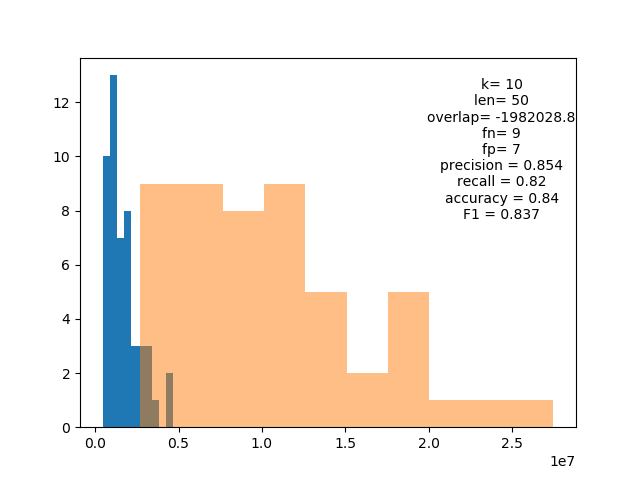 k= 10
len= 50
overlap= -1982028.8
fn= 9
fp= 7
precision = 0.854
recall = 0.82
accuracy = 0.84
F1 = 0.837
12
10
8
6
4
2
0
0.0 0.5 1.0 1.5 2.0 2.5
1e7